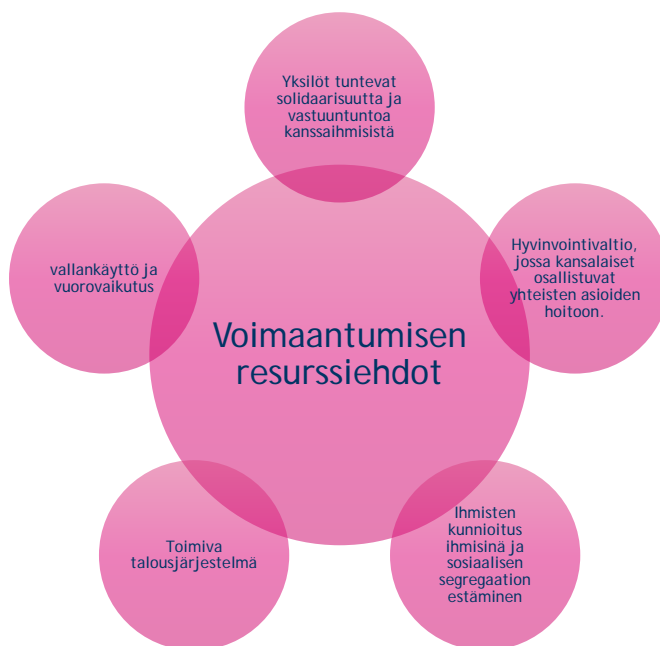 Yksilöt tuntevat
solidaarisuutta ja
vastuuntuntoa
kanssaihmisistä
Hyvinvointivaltio,
jossa kansalaiset
osallistuvat
yhteisten asioiden
hoitoon.
vallankäyttö ja
vuorovaikutus
Voimaantumisen
resurssiehdot
Ihmisten
kunnioitus
ihmisinä ja
sosiaalisen
segregaation
estäminen
Toimiva
talousjärjestelmä